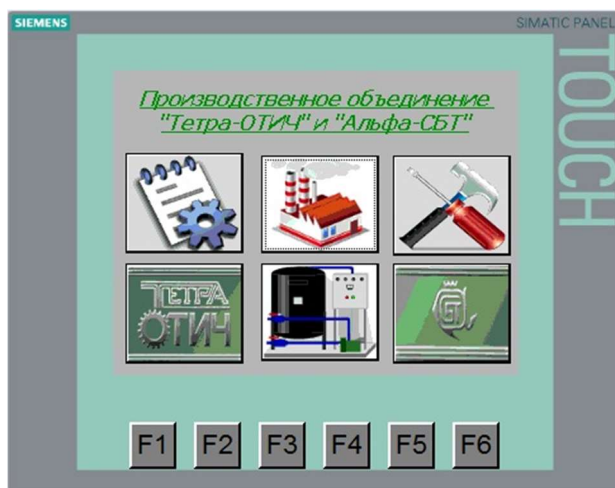 SIEMENS
SIMATIC PANEL
TOUCH
Производственное объединение
"Тетра-ОТИЧ" и "Альфа-СБТ"
ТЕТРА
ОТИЧ
F1 F2 F3 F4 F5 F6